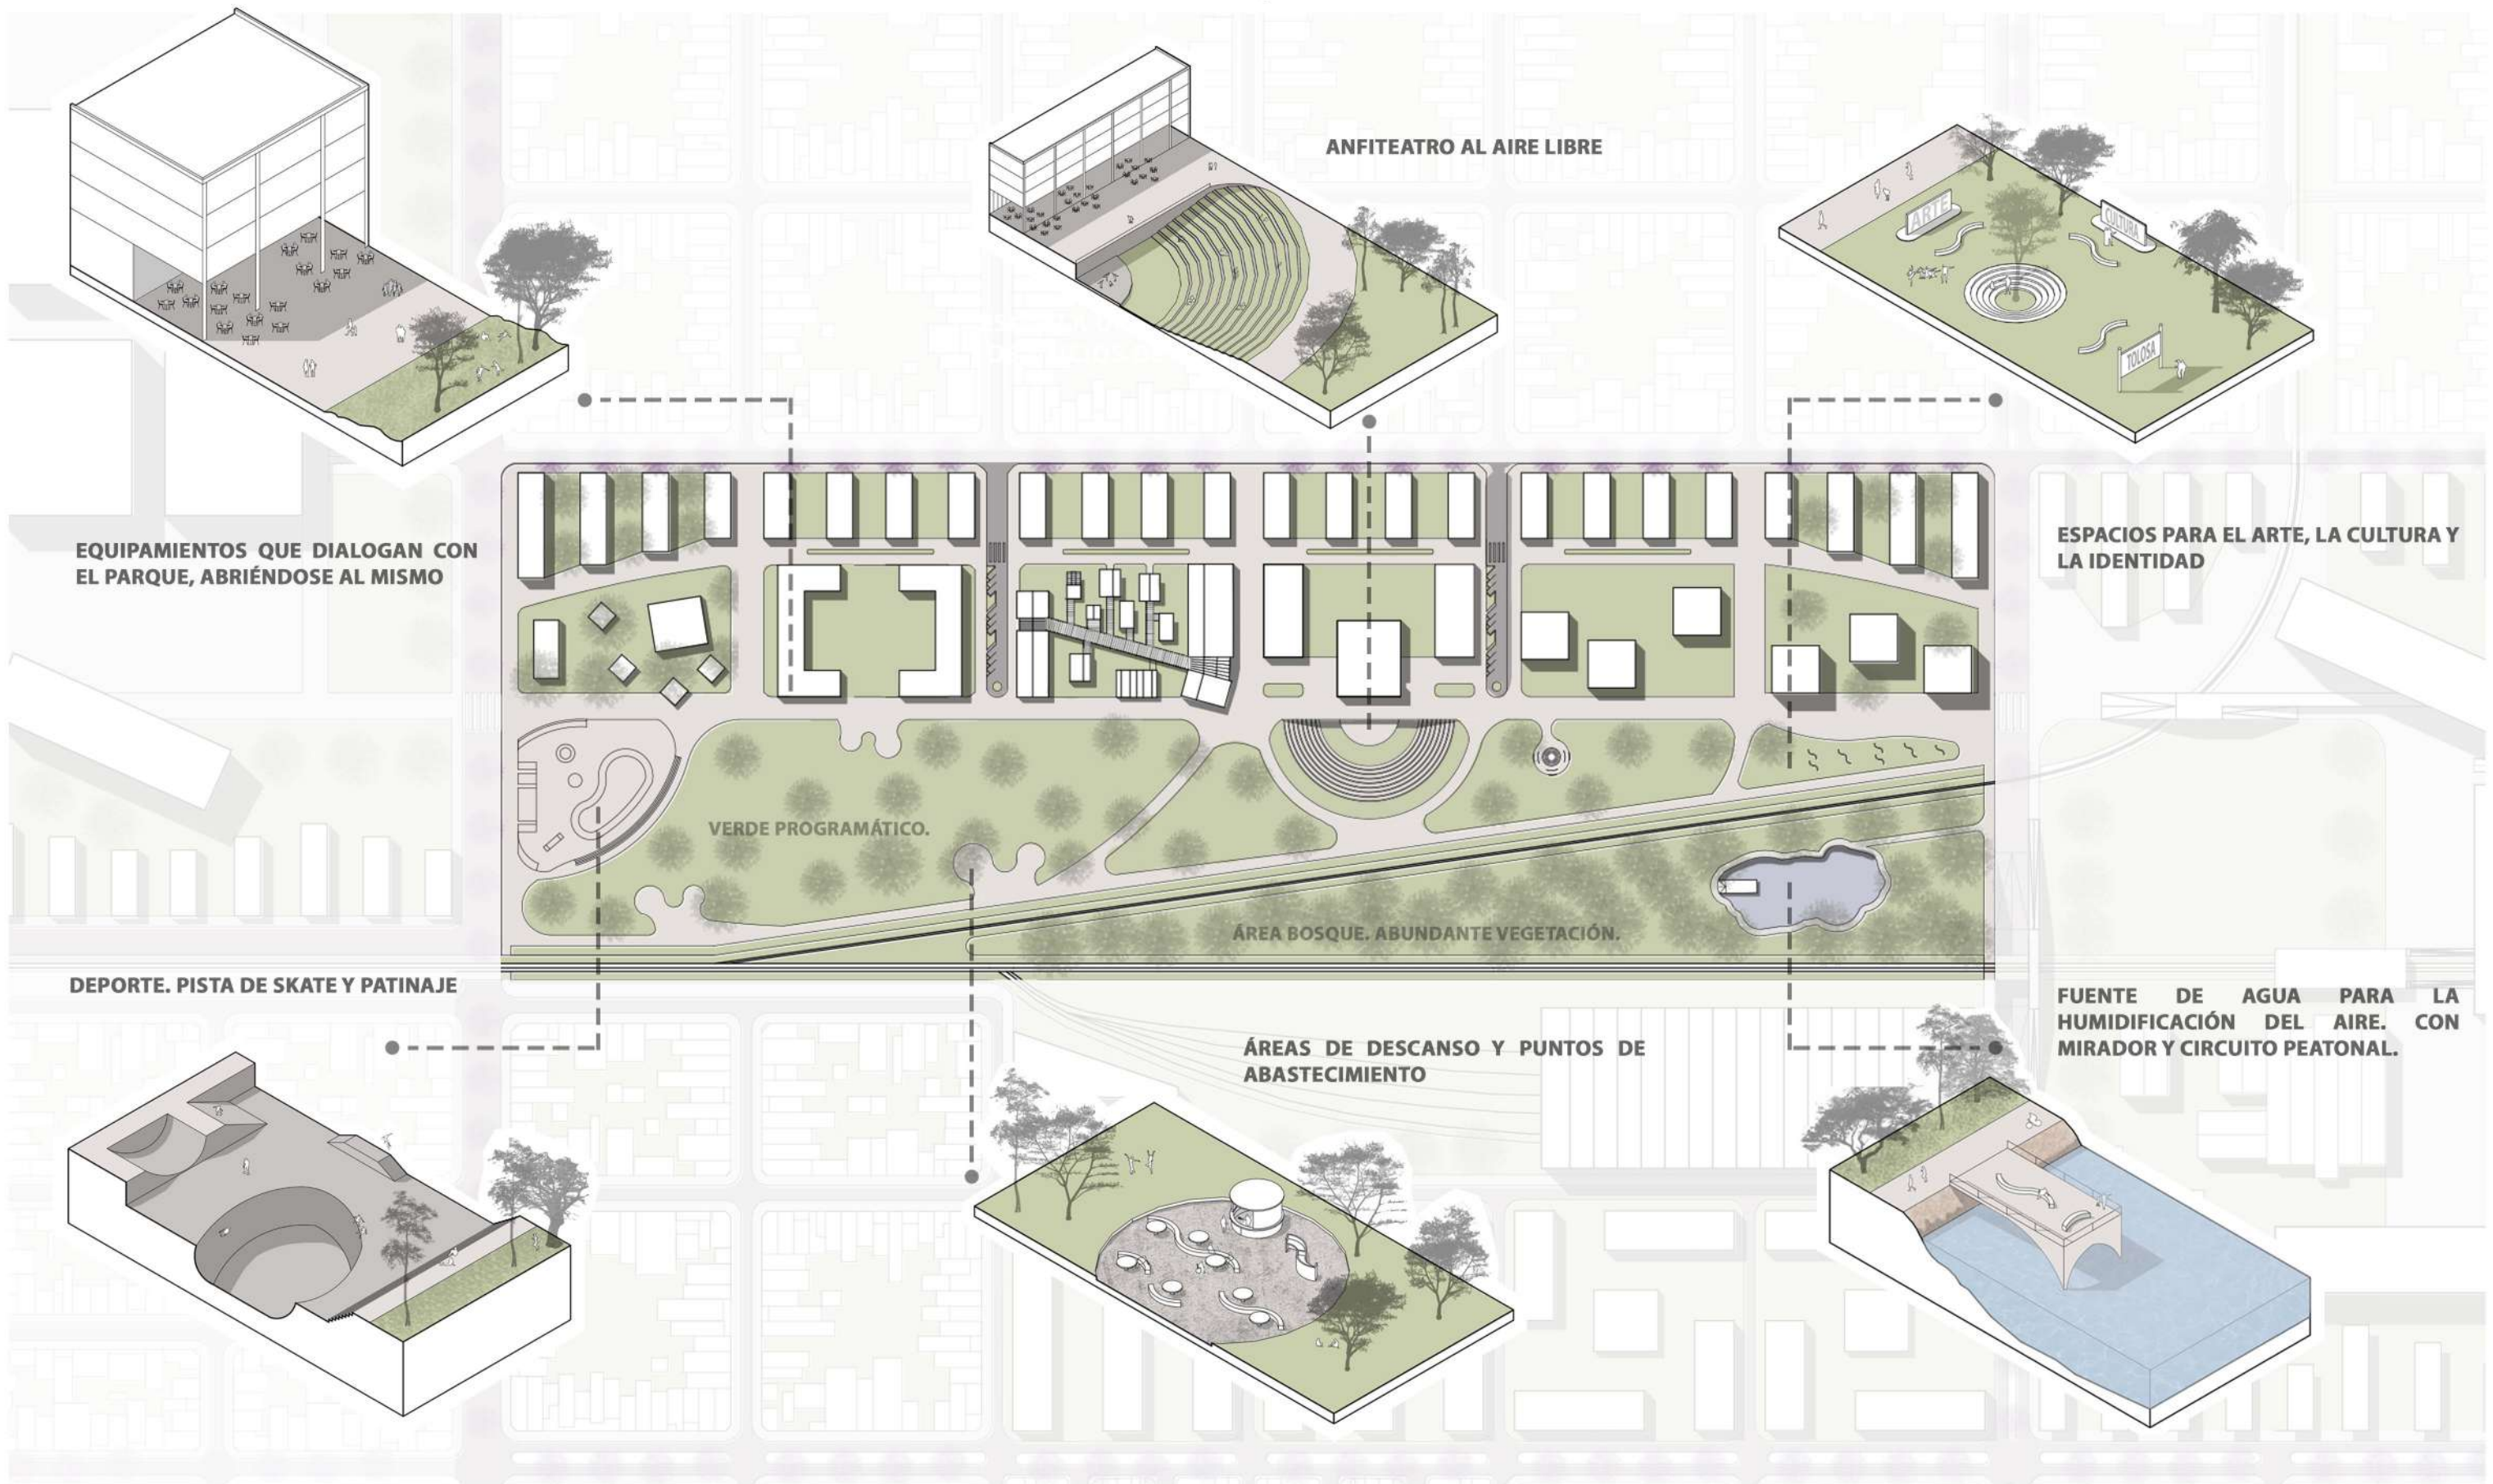 ANFITEATRO AL AIRE LIBRE
ARTE
CULTURA
TOLOSA
EQUIPAMIENTOS QUE DIALOGAN CON
EL PARQUE, ABRIÉNDOSE AL MISMO
ESPACIOS PARA EL ARTE, LA CULTURA Y
LA IDENTIDAD
VERDE PROGRAMÁTICO.
ÁREA BOSQUE. ABUNDANTE VEGETACIÓN.
DEPORTE. PISTA DE SKATE Y PATINAJE
ÁREAS DE DESCANSO Y PUNTOS DE
ABASTECIMIENTO
FUENTE DE AGUA PARA LA
HUMIDIFICACIÓN DEL AIRE. CON
MIRADOR Y CIRCUITO PEATONAL.